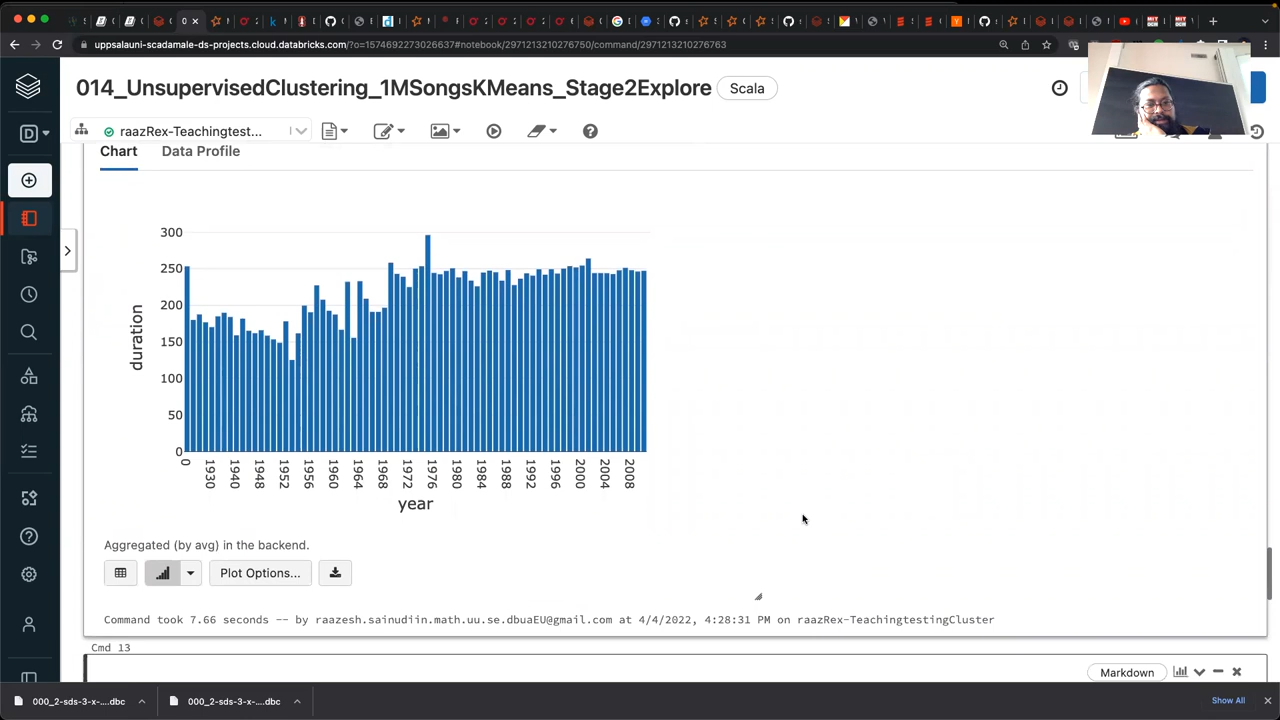 uppsalauni-scadamale-ds-projects.cloud.databricks.com/?o=1574692273026637#notebook/2971213210276750/command/2971213210276763
014_UnsupervisedClustering_1MSongsKMeans_Stage2Explore Scala
D raazRex-Teachingtest...
Chart Data Profile
300
250
200
150
100
50
0
duration
0 1930 1940 1948 1952 1956 1960 1964 1968 1972 1976 1980 1984 1988 1992 1996 2000 2004 2008
year
Aggregated (by avg) in the backend.
Plot Options...
Command took 7.66 seconds -- by raazesh.sainudiin.math.uu.se.dbuaEU@gmail.com at 4/4/2022, 4:28:31 PM on raazRex-TeachingtestingCluster
Cmd 13
Markdown
000_2-sds-3-x-....dbc 000_2-sds-3-x-....dbc Show All